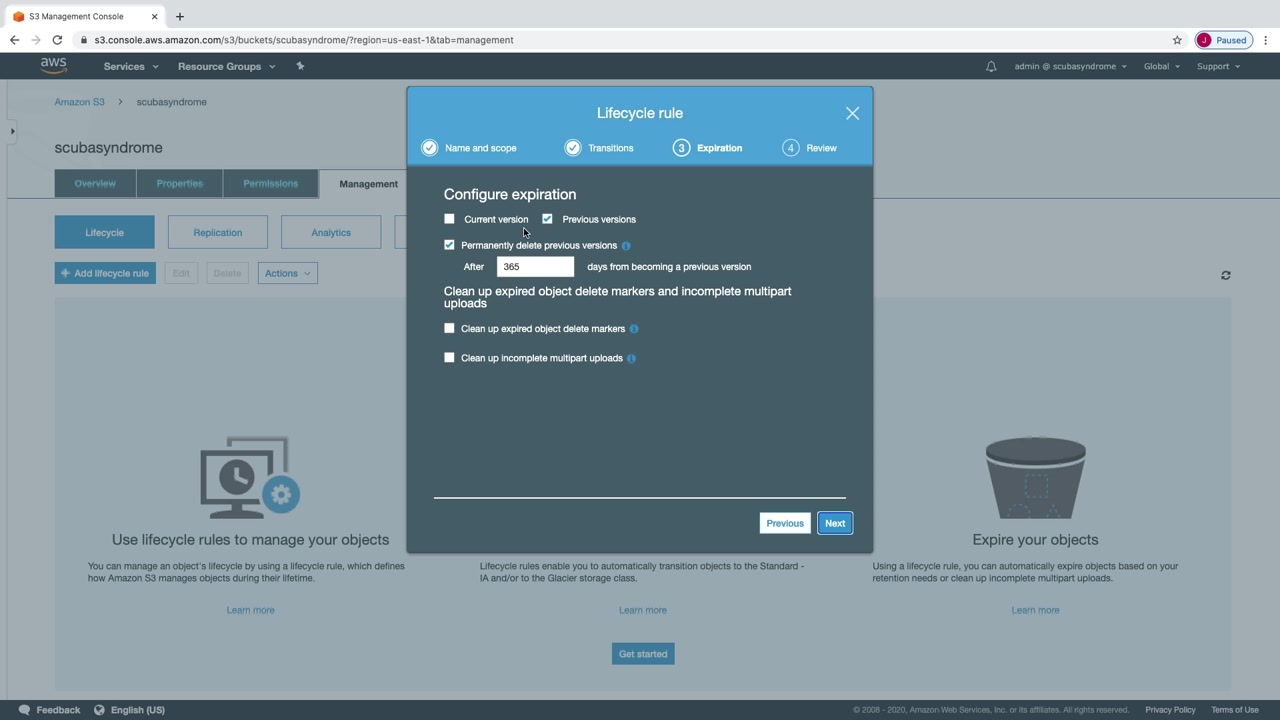 S3 Management Console
s3.console.aws.amazon.com/s3/buckets/scubasyndrome/?region=us-east-1&tab=management
J Paused
aws Services Resource Groups admin @ scubasyndrome Global Support
Amazon S3 > scubasyndrome
scubasyndrome
Overview Properties Permissions Management
Lifecycle Replication Analytics
+ Add lifecycle rule Edit Delete Actions
Lifecycle rule
Name and scope Transitions 3 Expiration 4 Review
Configure expiration
Current version Previous versions
Permanently delete previous versions
After 365 days from becoming a previous version
Clean up expired object delete markers and incomplete multipart
uploads
Clean up expired object delete markers
Clean up incomplete multipart uploads
Previous Next
Use lifecycle rules to manage your objects
You can manage an object's lifecycle by using a lifecycle rule, which defines
how Amazon S3 manages objects during their lifetime.
Learn more
Lifecycle rules enable you to automatically transition objects to the Standard -
IA and/or to the Glacier storage class.
Learn more
Expire your objects
Using a lifecycle rule, you can automatically expire objects based on your
retention needs or clean up incomplete multipart uploads.
Learn more
Get started
Feedback English (US) © 2008 - 2020, Amazon Web Services, Inc. or its affiliates. All rights reserved. Privacy Policy Terms of Use